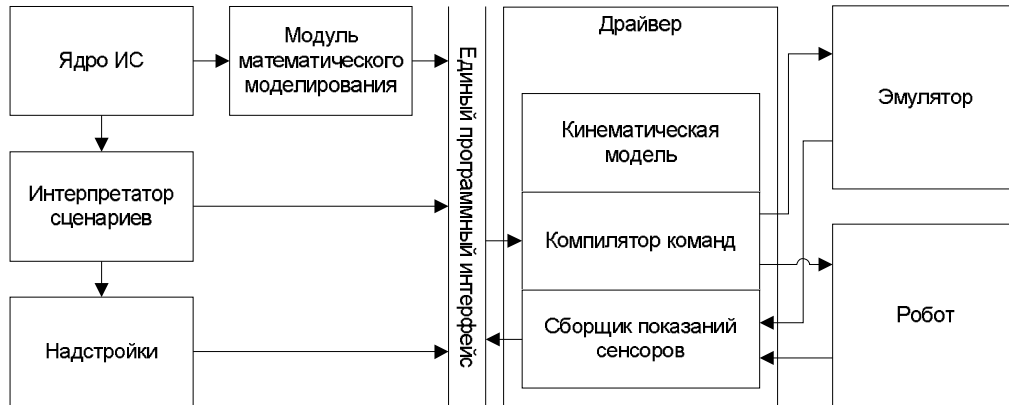 Ядро ИС
Модуль
математического
моделирования
Интерпретатор
сценариев
Надстройки
Единый программный интерфейс
Драйвер
Кинематическая
модель
Компилятор команд
Сборщик показаний
сенсоров
Эмулятор
Робот